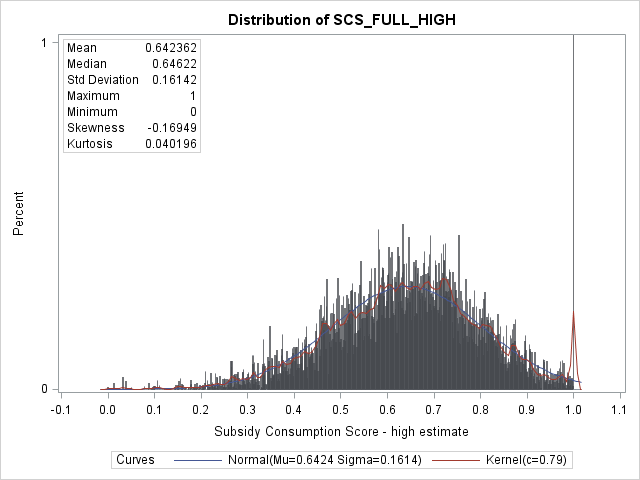 Distribution of SCS_FULL_HIGH
1
Mean 0.642362
Median 0.64622
Std Deviation 0.16142
Maximum 1
Minimum 0
Skewness -0.16949
Kurtosis 0.040196
Percent
0
-0.1 0.0 0.1 0.2 0.3 0.4 0.5 0.6 0.7 0.8 0.9 1.0 1.1
Subsidy Consumption Score - high estimate
Curves Normal(Mu=0.6424 Sigma=0.1614) Kernel(c=0.79)